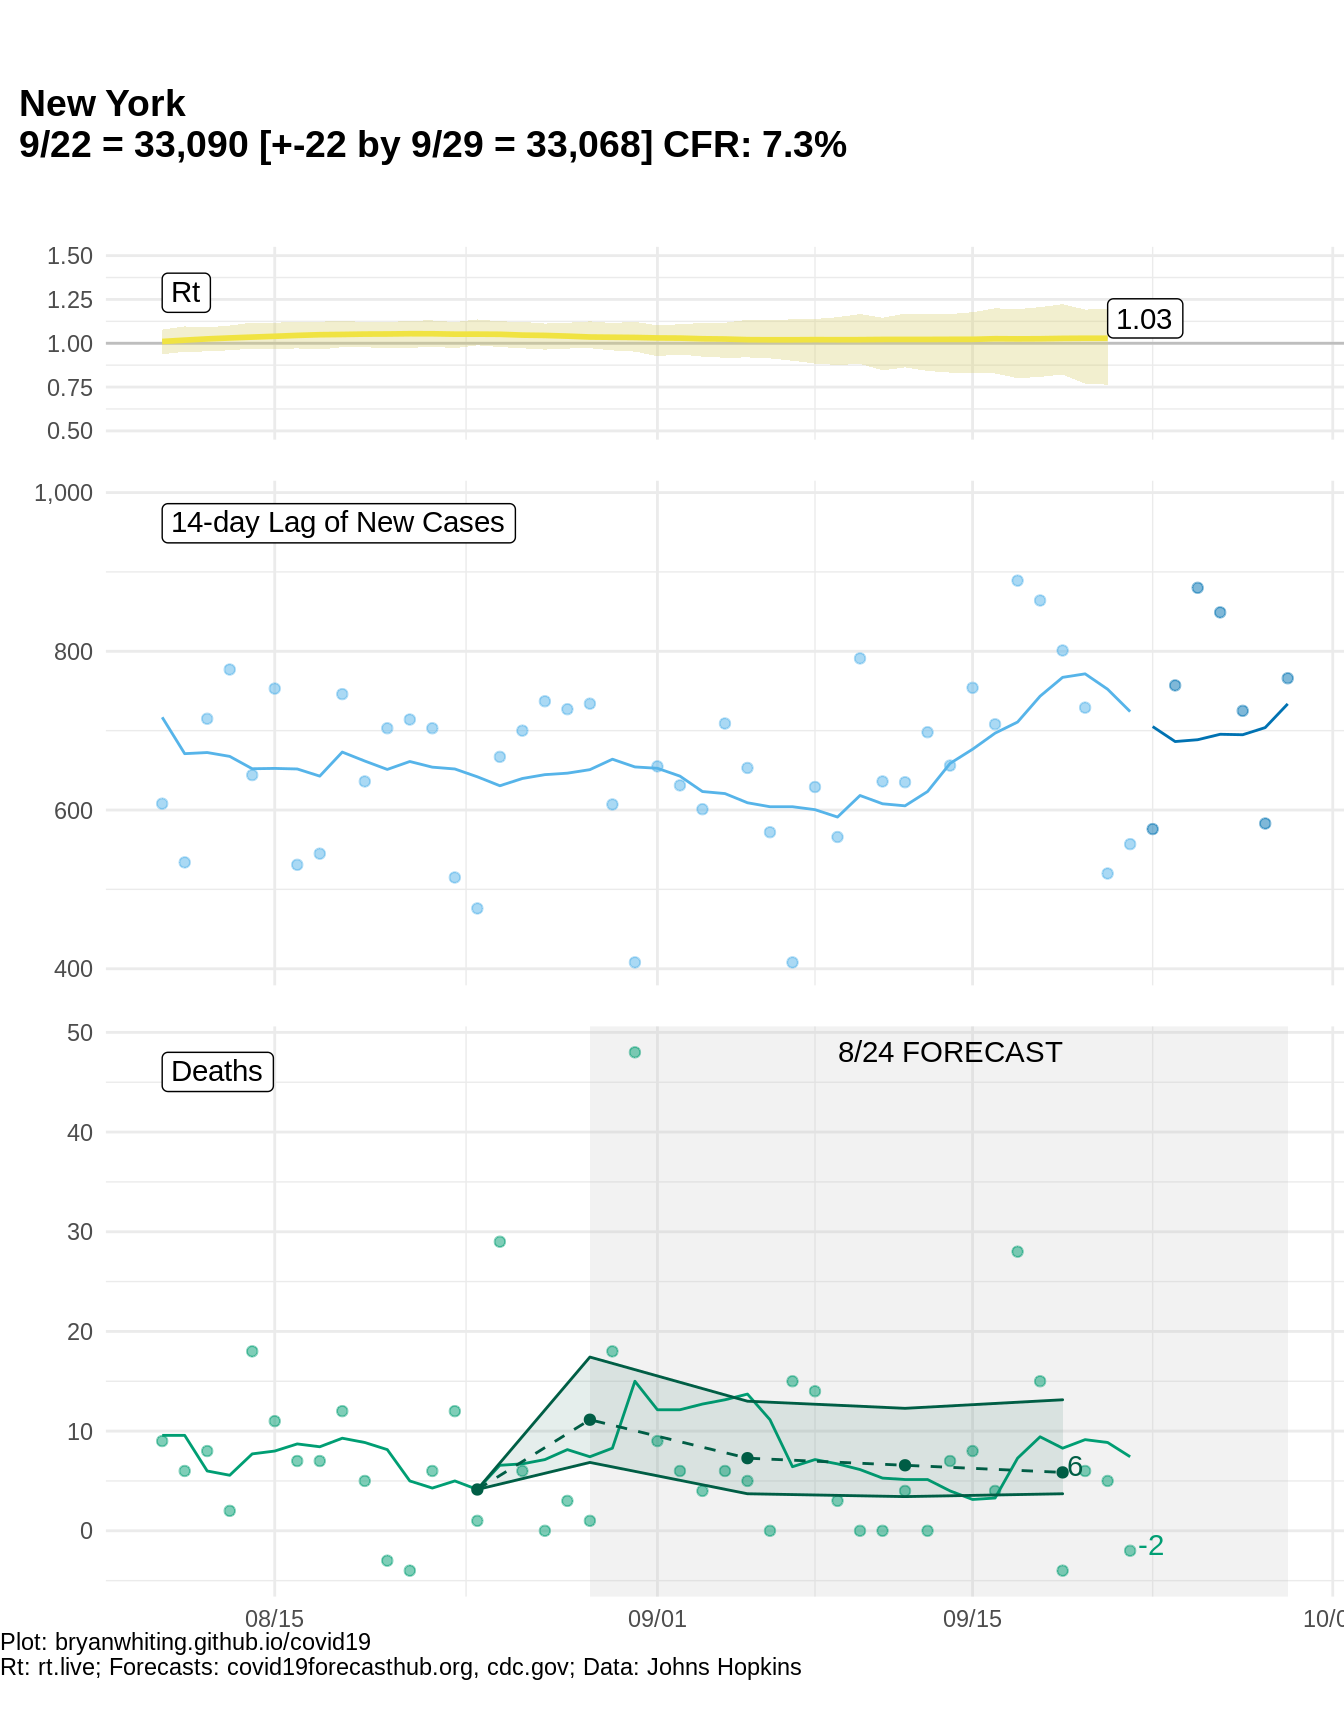 New York
9/22 = 33,090 [+-22 by 9/29 = 33,068] CFR: 7.3%
1.50
1.25
1.00
0.75
0.50
Rt
1.03
1,000
800
600
400
14-day Lag of New Cases
50
40
30
20
10
0
Deaths
8/24 FORECAST
6
-2
08/15
09/01
09/15
10/0
Plot: bryanwhiting.github.io/covid19
Rt: rt.live; Forecasts: covid19forecasthub.org, cdc.gov; Data: Johns Hopkins